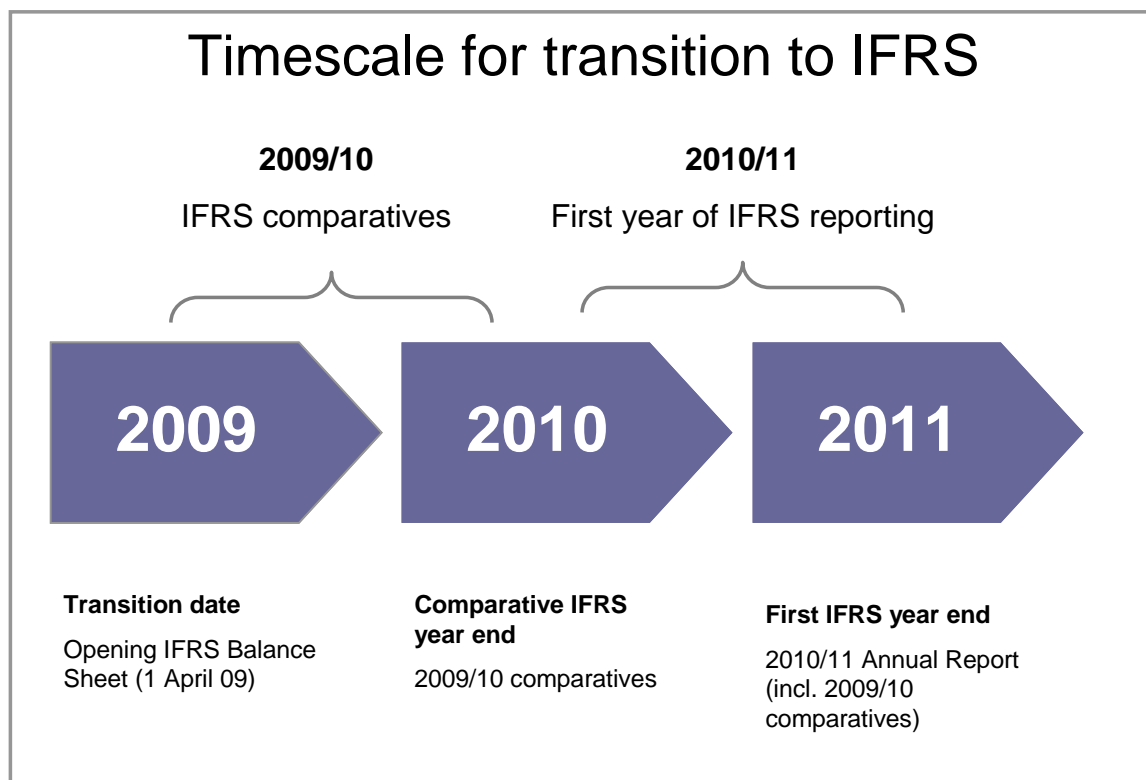 Timescale for transition to IFRS
2009/10
IFRS comparatives
2010/11
First year of IFRS reporting
2009
2010
2011
Transition date
Opening IFRS Balance
Sheet (1 April 09)
Comparative IFRS
year end
2009/10 comparatives
First IFRS year end
2010/11 Annual Report
(incl. 2009/10
comparatives)